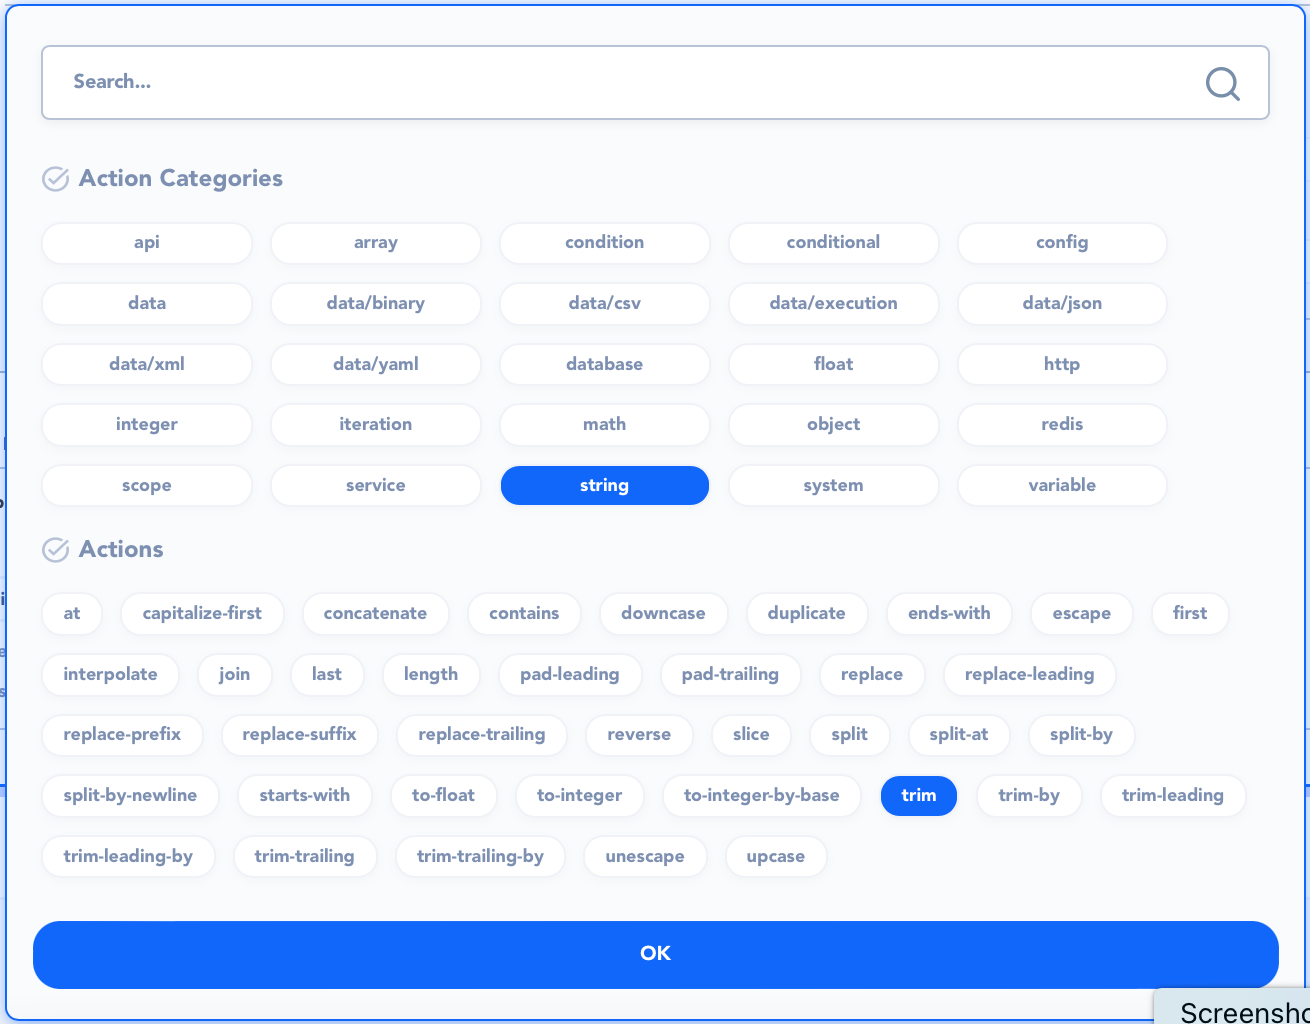 Search...
Action Categories
api array condition conditional config
data data/binary data/csv data/execution data/json
data/xml data/yaml database float http
integer iteration math object redis
scope service string system variable
Actions
at capitalize-first concatenate contains downcase duplicate ends-with escape first
interpolate join last length pad-leading pad-trailing replace replace-leading
replace-prefix replace-suffix replace-trailing reverse slice split split-at split-by
split-by-newline starts-with to-float to-integer to-integer-by-base trim trim-by trim-leading
trim-leading-by trim-trailing trim-trailing-by unescape upcase
OK